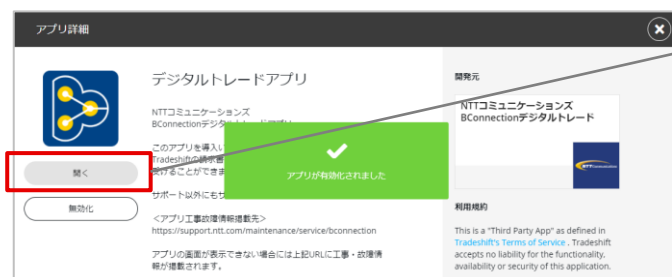 アプリ詳細
デジタルトレードアプリ
NTTコミュニケーションズ
BConnectionデジタ
このアプリを導入い
Tradeshiftの請求書
受けることができま
サポート以外にもサ
<アプリ工事故障情報掲載先>
https://support.ntt.com/maintenance/service/bconnection
アプリの画面が表示できない場合には上記URLに工事・故障情
報が掲載されます。
開く
無効化
アプリが有効化されました
開発元
NTTコミュニケーションズ
BConnectionデジタルトレード
利用規約
This is a "Third Party App" as defined in
Tradeshift's Terms of Service . Tradeshift
accepts no liability for the functionality,
availability or security of this application.